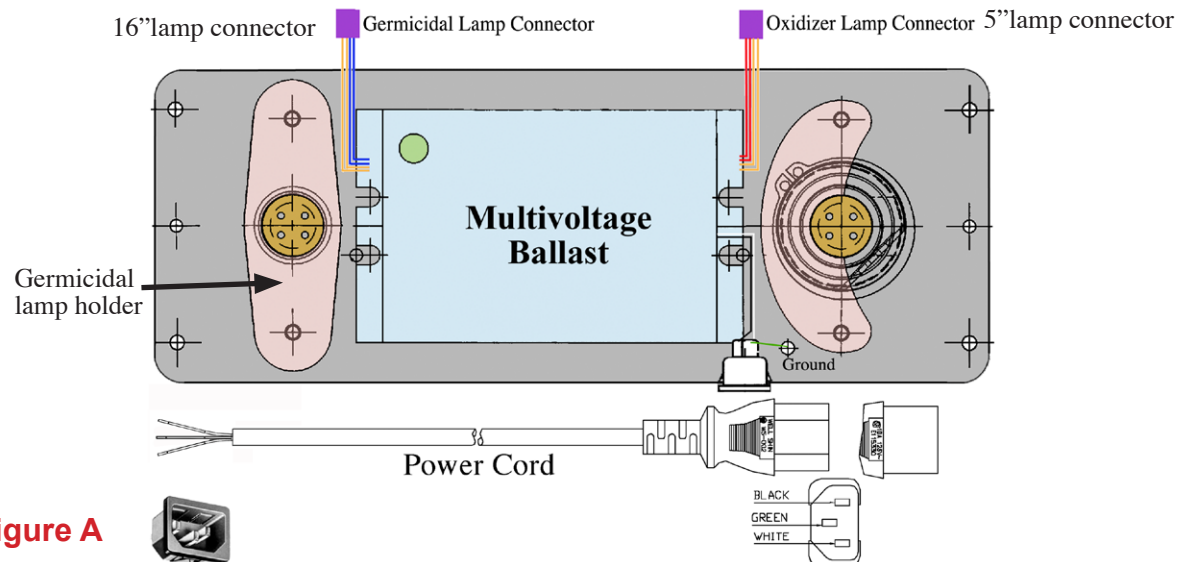 16”lamp connector
Germicidal Lamp Connector
Oxidizer Lamp Connector
5”lamp connector
Multivoltage
Ballast
Germicidal
lamp holder
Ground
Power Cord
BLACK
GREEN
WHITE
igure A